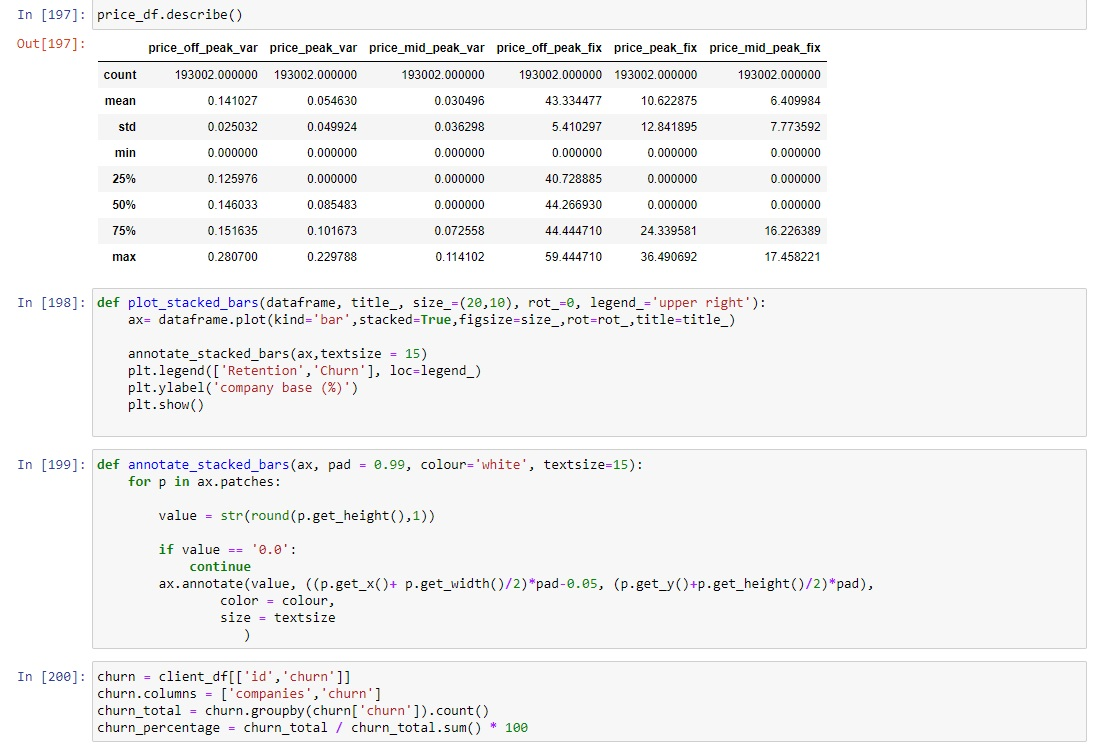 In [197]: price_df.describe()
Out[197]:
price_off_peak_var price_peak_var price_mid_peak_var price_off_peak_fix price_peak_fix price_mid_peak_fix
count 193002.000000 193002.000000 193002.000000 193002.000000 193002.000000 193002.000000
mean 0.141027 0.054630 0.030496 43.334477 10.622875 6.409984
std 0.025032 0.049924 0.036298 5.410297 12.841895 7.773592
min 0.000000 0.000000 0.000000 0.000000 0.000000 0.000000
25% 0.125976 0.000000 0.000000 40.728885 0.000000 0.000000
50% 0.146033 0.085483 0.000000 44.266930 0.000000 0.000000
75% 0.151635 0.101673 0.072558 44.444710 24.339581 16.226389
max 0.280700 0.229788 0.114102 59.444710 36.490692 17.458221
In [198]: def plot_stacked_bars(dataframe, title_, size_=(20,10), rot_=0, legend_='upper right'):
    ax= dataframe.plot(kind='bar',stacked=True,figsize=size_,rot=rot_,title=title_)
    annotate_stacked_bars(ax,textsize = 15)
    plt.legend(['Retention','Churn'], loc=legend_)
    plt.ylabel('company base (%)')
    plt.show()
In [199]: def annotate_stacked_bars(ax, pad = 0.99, colour='white', textsize=15):
    for p in ax.patches:
        value = str(round(p.get_height(),1))
        if value == '0.0':
            continue
        ax.annotate(value, ((p.get_x()+ p.get_width()/2)*pad-0.05, (p.get_y()+p.get_height()/2)*pad),
                color = colour,
                size = textsize
                   )
In [200]: churn = client_df[['id','churn']]
churn.columns = ['companies','churn']
churn_total = churn.groupby(churn['churn']).count()
churn_percentage = churn_total / churn_total.sum() * 100